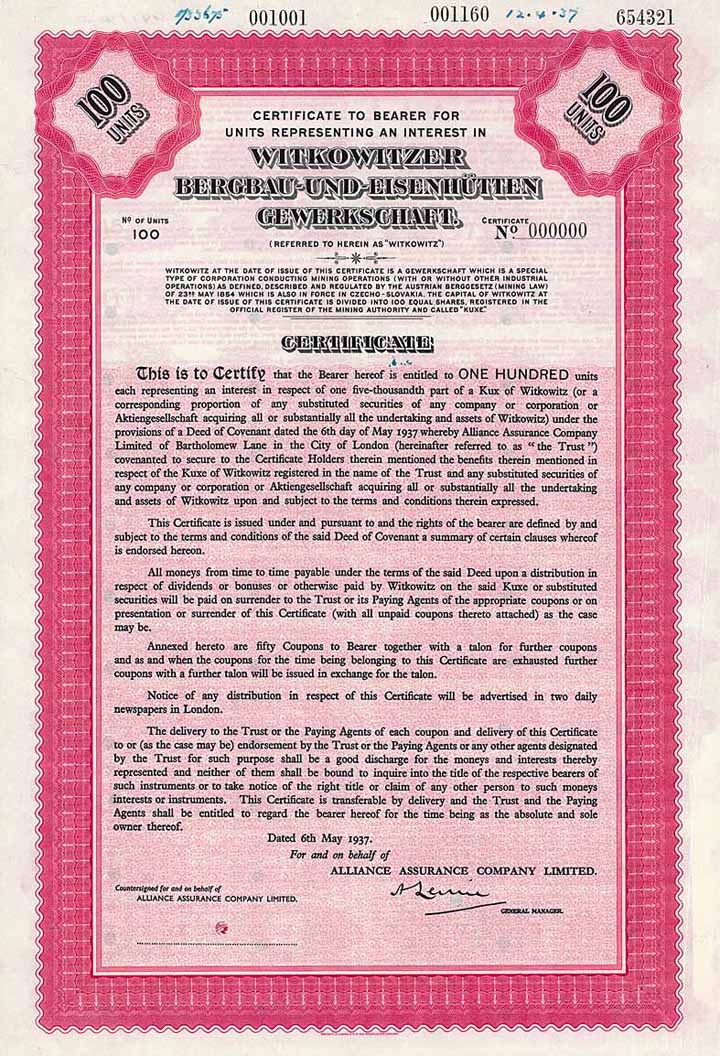 001001 001160 12.4.37 654321
100 UNITS 100 UNITS
CERTIFICATE TO BEARER FOR
UNITS REPRESENTING AN INTEREST IN
WITKOWITZER
BERGBAU-UND-EISENHÜTTEN
GEWERKSCHAFT.
Nº OF UNITS
100
CERTIFICATE
Nº 000000
(REFERRED TO HEREIN AS "WITKOWITZ")
WITKOWITZ AT THE DATE OF ISSUE OF THIS CERTIFICATE IS A GEWERKSCHAFT WHICH IS A SPECIAL
TYPE OF CORPORATION CONDUCTING MINING OPERATIONS (WITH OR WITHOUT OTHER INDUSTRIAL
OPERATIONS) AS DEFINED, DESCRIBED AND REGULATED BY THE AUSTRIAN BERGGESETZ (MINING LAW)
OF 23RD MAY 1854 WHICH IS ALSO IN FORCE IN CZECHO-SLOVAKIA. THE CAPITAL OF WITKOWITZ AT
THE DATE OF ISSUE OF THIS CERTIFICATE IS DIVIDED INTO 100 EQUAL SHARES, REGISTERED IN THE
OFFICIAL REGISTER OF THE MINING AUTHORITY AND CALLED "KUXE."
CERTIFICATE
This is to Certify that the Bearer hereof is entitled to ONE HUNDRED units
each representing an interest in respect of one five-thousandth part of a Kux of Witkowitz (or a
corresponding proportion of any substituted securities of any company or corporation or
Aktiengesellschaft acquiring all or substantially all the undertaking and assets of Witkowitz) under the
provisions of a Deed of Covenant dated the 6th day of May 1937 whereby Alliance Assurance Company
Limited of Bartholomew Lane in the City of London (hereinafter referred to as "the Trust")
covenanted to secure to the Certificate Holders therein mentioned the benefits therein mentioned in
respect of the Kuxe of Witkowitz registered in the name of the Trust and any substituted securities of
any company or corporation or Aktiengesellschaft acquiring all or substantially all the undertaking
and assets of Witkowitz upon and subject to the terms and conditions therein expressed.
This Certificate is issued under and pursuant to and the rights of the bearer are defined by and
subject to the terms and conditions of the said Deed of Covenant a summary of certain clauses whereof
is endorsed hereon.
All moneys from time to time payable under the terms of the said Deed upon a distribution in
respect of dividends or bonuses or otherwise paid by Witkowitz on the said Kuxe or substituted
securities will be paid on surrender to the Trust or its Paying Agents of the appropriate coupons or on
presentation or surrender of this Certificate (with all unpaid coupons thereto attached) as the case
may be.
Annexed hereto are fifty Coupons to Bearer together with a talon for further coupons
and as and when the coupons for the time being belonging to this Certificate are exhausted further
coupons with a further talon will be issued in exchange for the talon.
Notice of any distribution in respect of this Certificate will be advertised in two daily
newspapers in London.
The delivery to the Trust or the Paying Agents of each coupon and delivery of this Certificate
to or (as the case may be) endorsement by the Trust or the Paying Agents or any other agents designated
by the Trust for such purpose shall be a good discharge for the moneys and interests thereby
represented and neither of them shall be bound to inquire into the title of the respective bearers of
such instruments or to take notice of the right title or claim of any other person to such moneys
interests or instruments. This Certificate is transferable by delivery and the Trust and the Paying
Agents shall be entitled to regard the bearer hereof for the time being as the absolute and sole
owner thereof.
Dated 6th May 1937.
For and on behalf of
ALLIANCE ASSURANCE COMPANY LIMITED.
GENERAL MANAGER.
Countersigned for and on behalf of
ALLIANCE ASSURANCE COMPANY LIMITED.